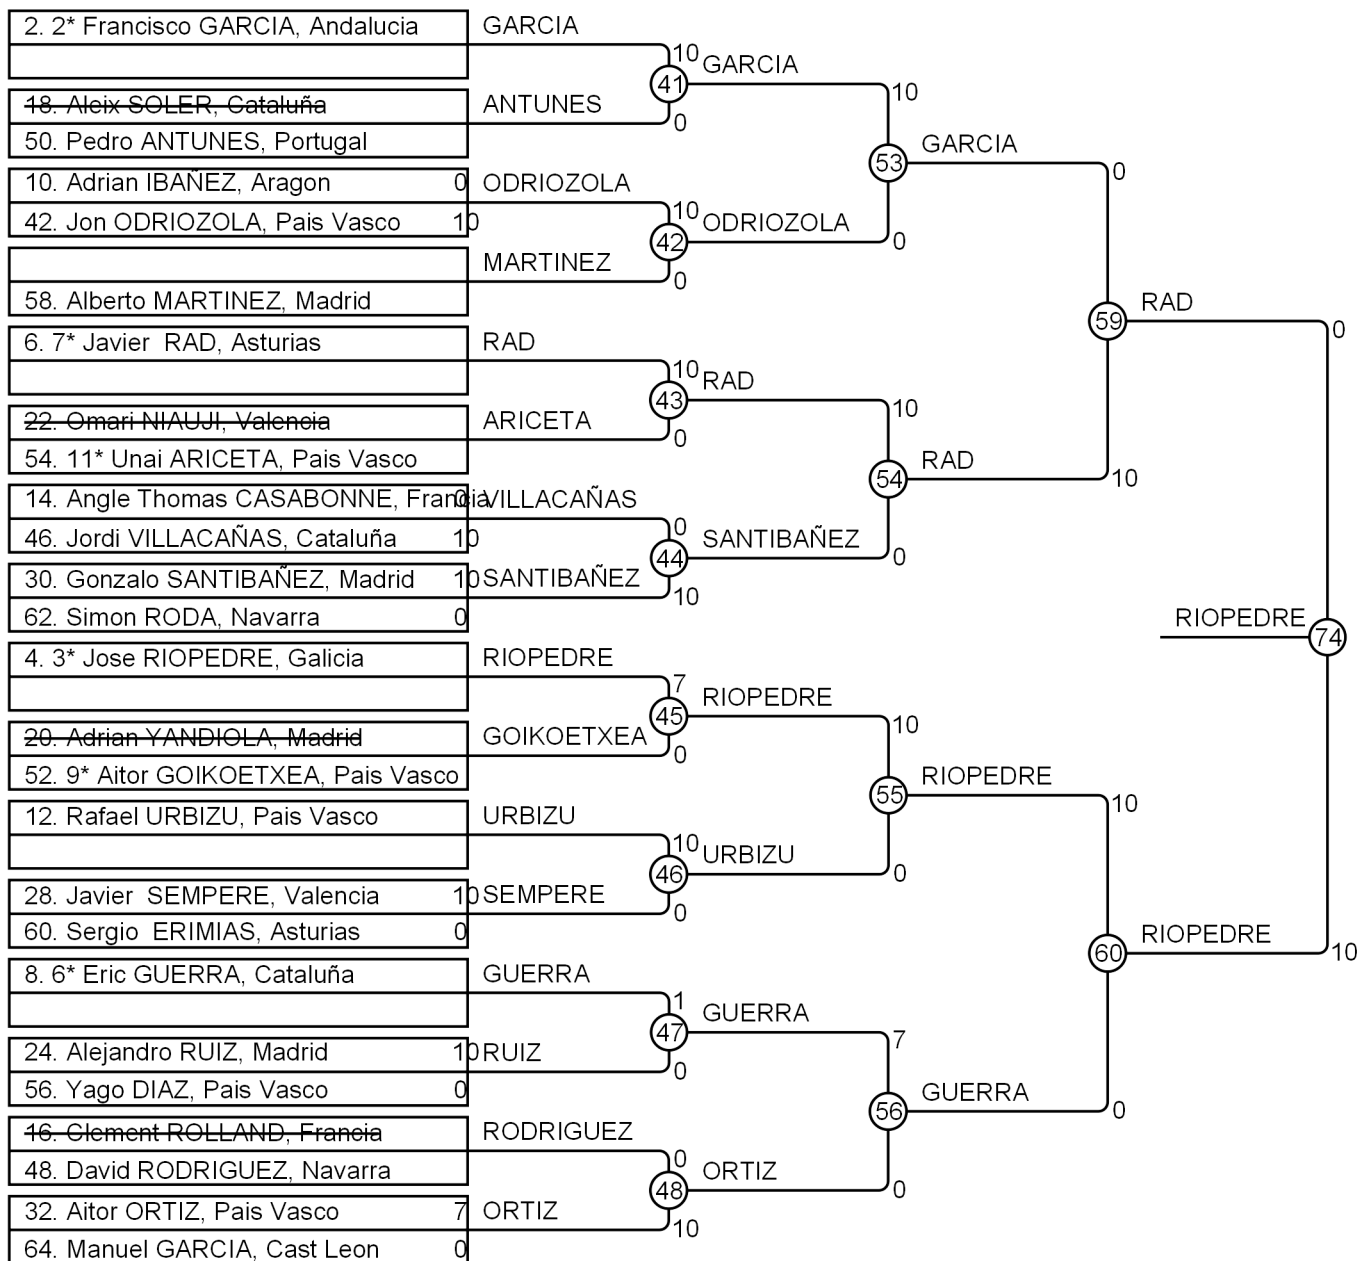 2. 2* Francisco GARCIA, Andalucia GARCIA
10
41 GARCIA
18. Aleix SOLER, Cataluña ANTUNES
10
0
50. Pedro ANTUNES, Portugal
53 GARCIA
10. Adrian IBAÑEZ, Aragon 0 ODRIOZOLA
0
42. Jon ODRIOZOLA, Pais Vasco 10
10
42 ODRIOZOLA
0
MARTINEZ
0
58. Alberto MARTINEZ, Madrid
59 RAD
6. 7* Javier RAD, Asturias RAD
0
10
43 RAD
22. Omari NIAUJI, Valencia ARICETA
10
0
54. 11* Unai ARICETA, Pais Vasco
54 RAD
10
14. Angle Thomas CASABONNE, Francia 0 VILLACAÑAS
46. Jordi VILLACAÑAS, Cataluña 10
0
44 SANTIBAÑEZ
0
30. Gonzalo SANTIBAÑEZ, Madrid 10 SANTIBAÑEZ
10
62. Simon RODA, Navarra 0
RIOPEDRE 74
4. 3* Jose RIOPEDRE, Galicia RIOPEDRE
7
45 RIOPEDRE
20. Adrian YANDIOLA, Madrid GOIKOETXEA
10
0
52. 9* Aitor GOIKOETXEA, Pais Vasco
55 RIOPEDRE
10
12. Rafael URBIZU, Pais Vasco URBIZU
10
46 URBIZU
0
28. Javier SEMPERE, Valencia 10 SEMPERE
0
60. Sergio ERIMIAS, Asturias 0
60 RIOPEDRE
10
8. 6* Eric GUERRA, Cataluña GUERRA
1
47 GUERRA
7
24. Alejandro RUIZ, Madrid 10 RUIZ
0
56. Yago DIAZ, Pais Vasco 0
56 GUERRA
0
16. Clement ROLLAND, Francia RODRIGUEZ
48. David RODRIGUEZ, Navarra
0
48 ORTIZ
0
32. Aitor ORTIZ, Pais Vasco 7 ORTIZ
10
64. Manuel GARCIA, Cast Leon 0